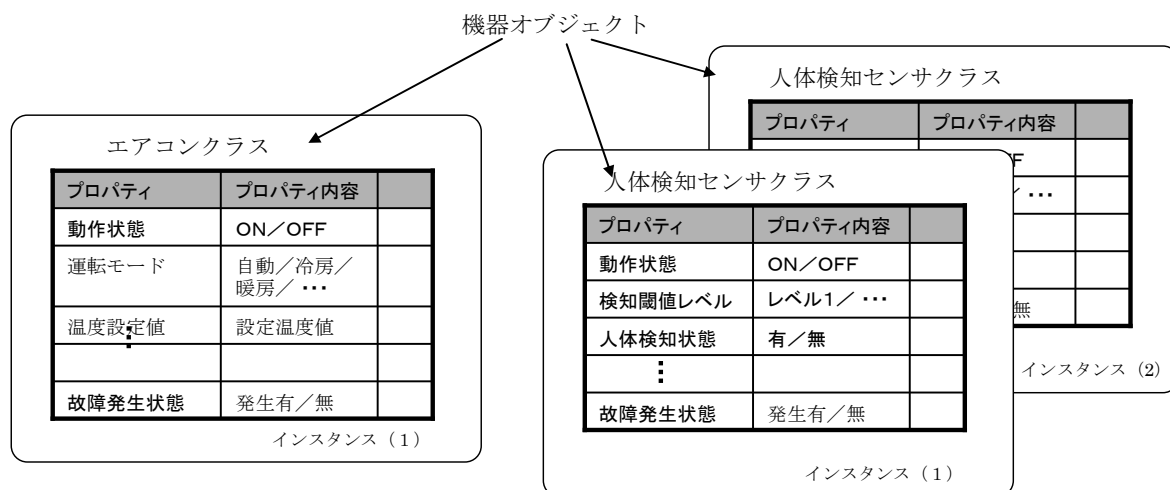 機器オブジェクト
エアコンクラス
プロパティ プロパティ内容
動作状態 ON/OFF
運転モード 自動/冷房/
暖房/ ･･･
温度設定値 設定温度値
⋮
故障発生状態 発生有/無
インスタンス(1)
人体検知センサクラス
プロパティ プロパティ内容
動作状態 ON/OFF
検知閾値レベル レベル1/ ･･･
人体検知状態 有/無
⋮
故障発生状態 発生有/無
インスタンス(1)
人体検知センサクラス
プロパティ プロパティ内容
F
/ ･･･
無
インスタンス(2)